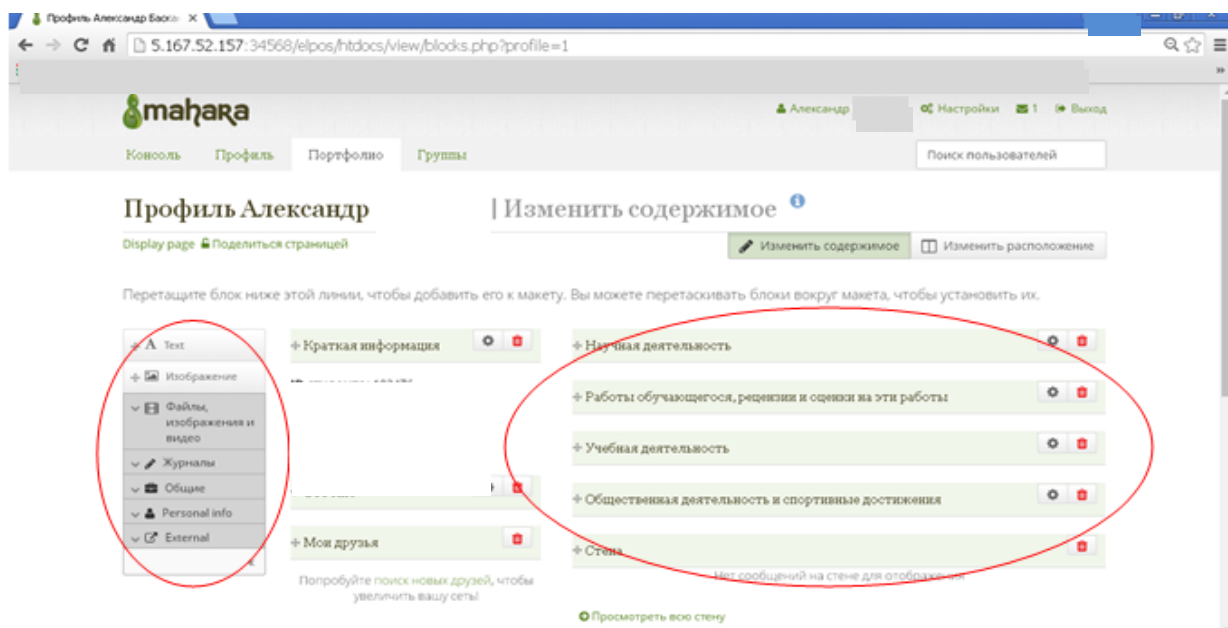 Профиль Александр Баска
5.167.52.157:34568/elpos/htdocs/view/blocks.php?profile=1
mahara
Александр
Настройки
1
Выход
Консоль Профиль Портфолио Группы
Поиск пользователей
Профиль Александр
| Изменить содержимое
Display page Поделиться страницей
Изменить содержимое
Изменить расположение
Перетащите блок ниже этой линии, чтобы добавить его к макету. Вы можете перетаскивать блоки вокруг макета, чтобы установить их.
Text
Изображение
Файлы,
изображения и
видео
Журналы
Общие
Personal info
External
Краткая информация
Мои друзья
Попробуйте поиск новых друзей, чтобы
увеличить вашу сеть!
Научная деятельность
Работы обучающегося, рецензии и оценки на эти работы
Учебная деятельность
Общественная деятельность и спортивные достижения
Стена
Нет сообщений на стене для отображения
Просмотреть всю стену